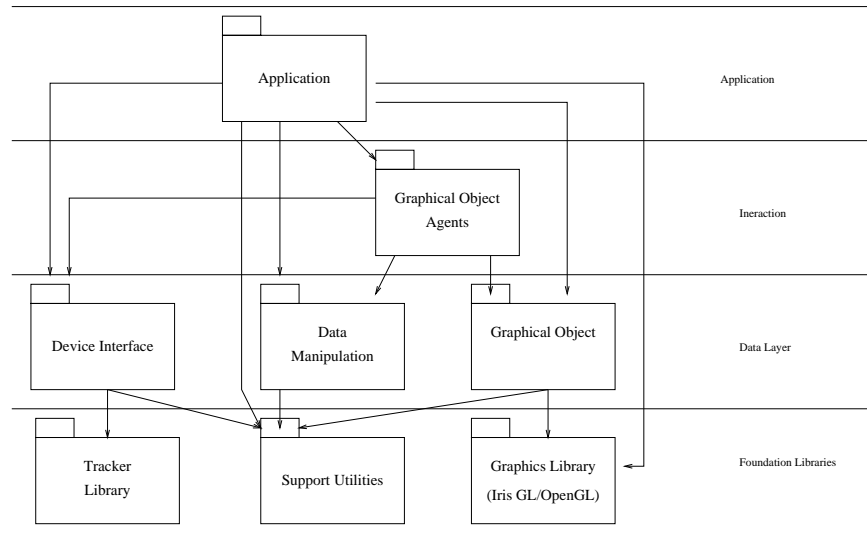 Application
Application
Graphical Object
Agents
Ineraction
Device Interface
Data
Manipulation
Graphical Object
Data Layer
Tracker
Library
Support Utilities
Graphics Library
(Iris GL/OpenGL)
Foundation Libraries